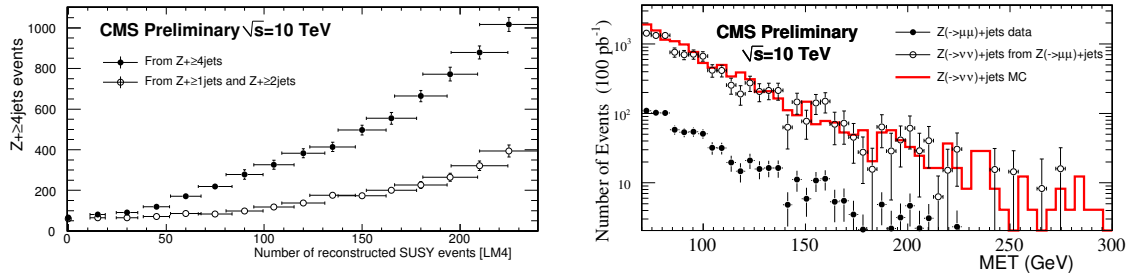 CMS Preliminary √s=10 TeV
From Z+≥4jets
From Z+≥1jets and Z+≥2jets
Z+≥4jets events
1000
800
600
400
200
0
0 50 100 150 200
Number of reconstructed SUSY events [LM4]
CMS Preliminary
√s=10 TeV
Z(->μμ)+jets data
Z(->νν)+jets from Z(->μμ)+jets
Z(->νν)+jets MC
Number of Events (100 pb⁻¹)
10³
10²
10
100 150 200 250 300
MET (GeV)